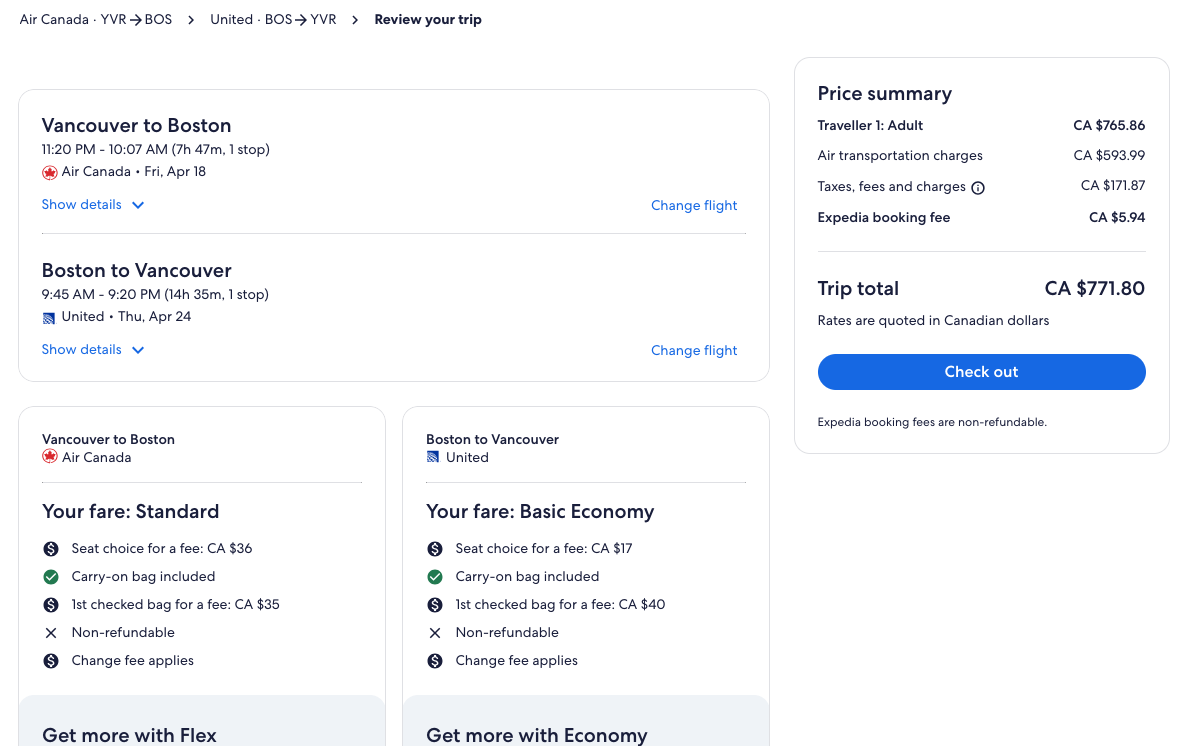 Air Canada · YVR→BOS > United · BOS→YVR > Review your trip
Vancouver to Boston
11:20 PM - 10:07 AM (7h 47m, 1 stop)
Air Canada • Fri, Apr 18
Show details
Change flight
Boston to Vancouver
9:45 AM - 9:20 PM (14h 35m, 1 stop)
United • Thu, Apr 24
Show details
Change flight
Vancouver to Boston
Air Canada
Your fare: Standard
Seat choice for a fee: CA $36
Carry-on bag included
1st checked bag for a fee: CA $35
Non-refundable
Change fee applies
Get more with Flex
Boston to Vancouver
United
Your fare: Basic Economy
Seat choice for a fee: CA $17
Carry-on bag included
1st checked bag for a fee: CA $40
Non-refundable
Change fee applies
Get more with Economy
Price summary
Traveller 1: Adult CA $765.86
Air transportation charges CA $593.99
Taxes, fees and charges CA $171.87
Expedia booking fee CA $5.94
Trip total CA $771.80
Rates are quoted in Canadian dollars
Check out
Expedia booking fees are non-refundable.